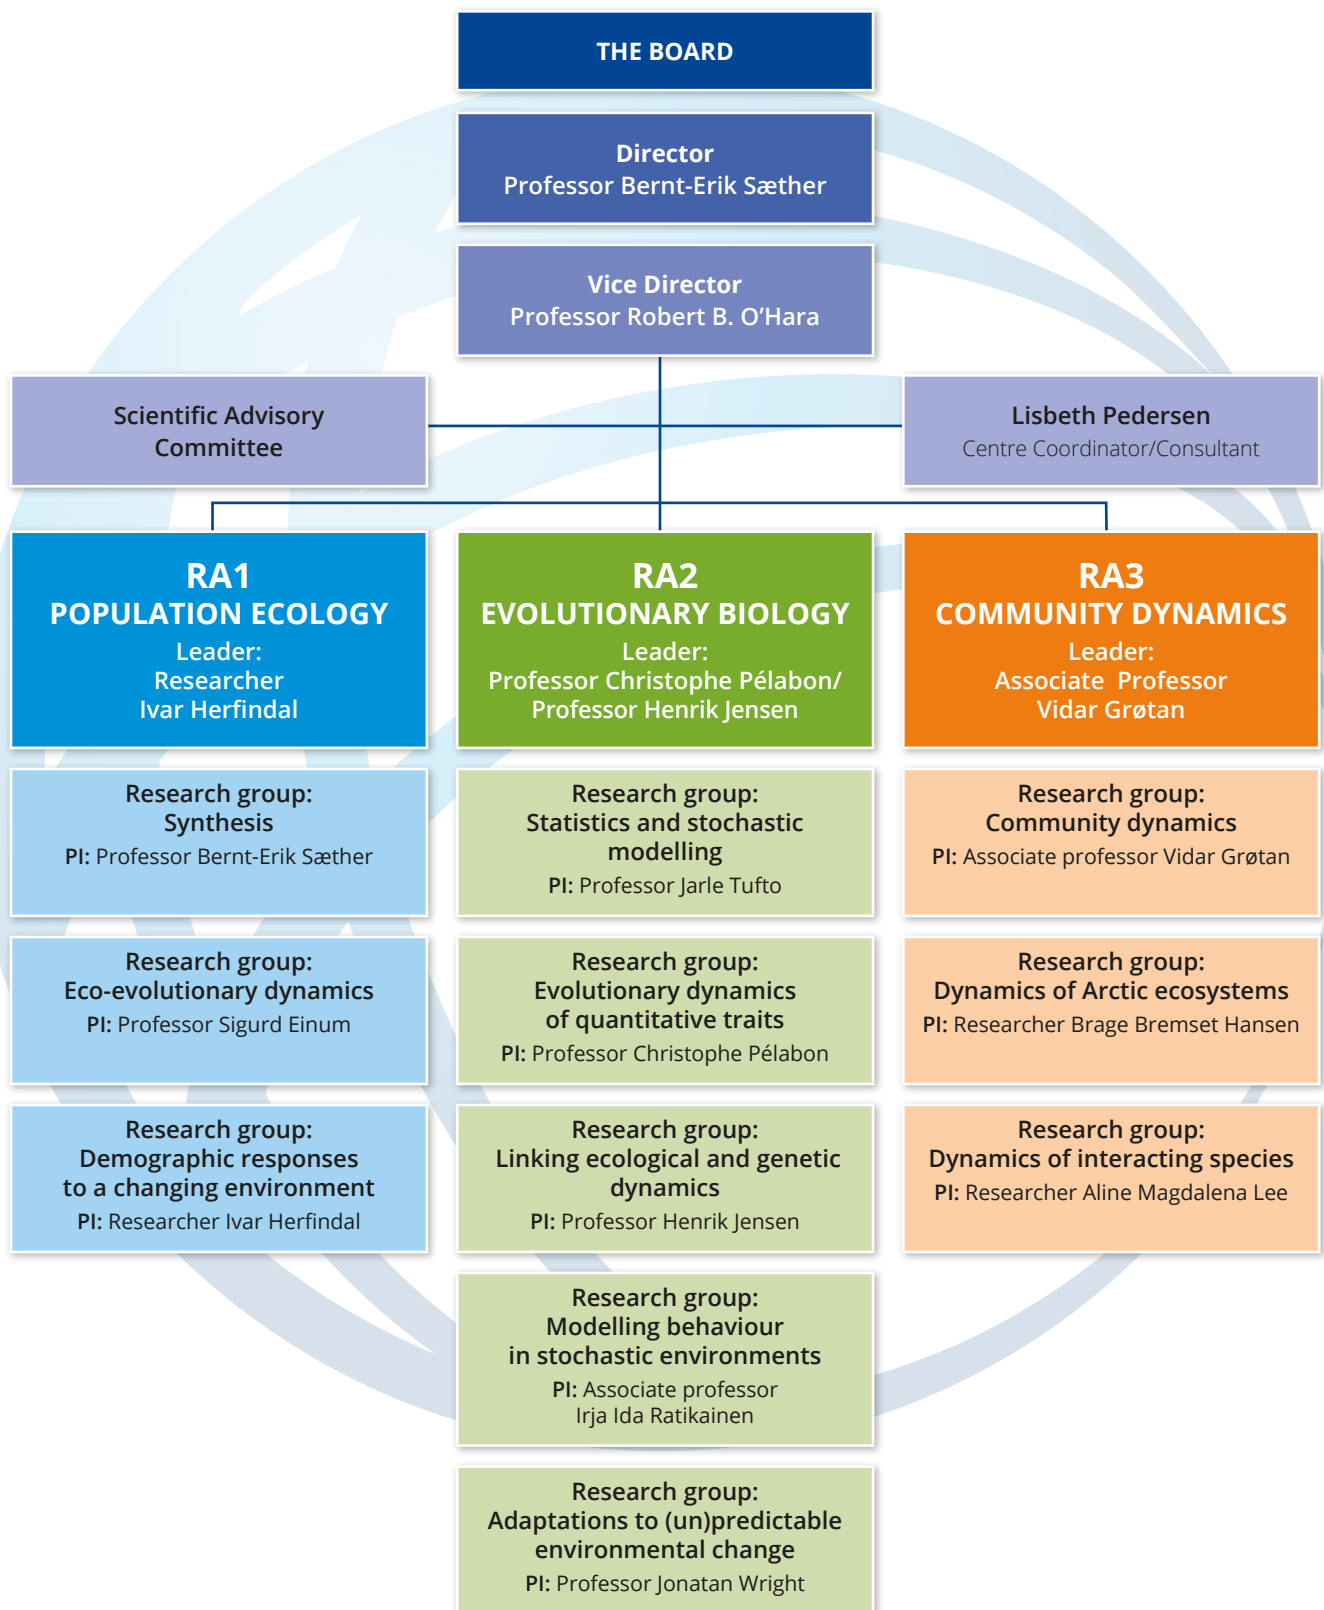 THE BOARD
Director
Professor Bernt-Erik Sæther
Vice Director
Professor Robert B. O’Hara
Scientific Advisory
Committee
Lisbeth Pedersen
Centre Coordinator/Consultant
RA1
POPULATION ECOLOGY
Leader:
Researcher
Ivar Herfindal
Research group:
Synthesis
PI: Professor Bernt-Erik Sæther
Research group:
Eco-evolutionary dynamics
PI: Professor Sigurd Einum
Research group:
Demographic responses
to a changing environment
PI: Researcher Ivar Herfindal
RA2
EVOLUTIONARY BIOLOGY
Leader:
Professor Christophe Pélabon/
Professor Henrik Jensen
Research group:
Statistics and stochastic
modelling
PI: Professor Jarle Tufto
Research group:
Evolutionary dynamics
of quantitative traits
PI: Professor Christophe Pélabon
Research group:
Linking ecological and genetic
dynamics
PI: Professor Henrik Jensen
Research group:
Modelling behaviour
in stochastic environments
PI: Associate professor
Irja Ida Ratikainen
Research group:
Adaptations to (un)predictable
environmental change
PI: Professor Jonatan Wright
RA3
COMMUNITY DYNAMICS
Leader:
Associate Professor
Vidar Grøtan
Research group:
Community dynamics
PI: Associate professor Vidar Grøtan
Research group:
Dynamics of Arctic ecosystems
PI: Researcher Brage Bremset Hansen
Research group:
Dynamics of interacting species
PI: Researcher Aline Magdalena Lee